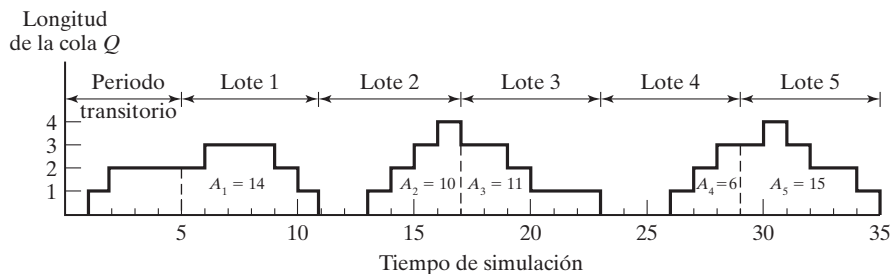 Longitud
de la cola Q
Periodo
transitorio
Lote 1
Lote 2
Lote 3
Lote 4
Lote 5
4
3
2
1
A₁ = 14
A₂ = 10
A₃ = 11
A₄ = 6
A₅ = 15
5 10 15 20 25 30 35
Tiempo de simulación